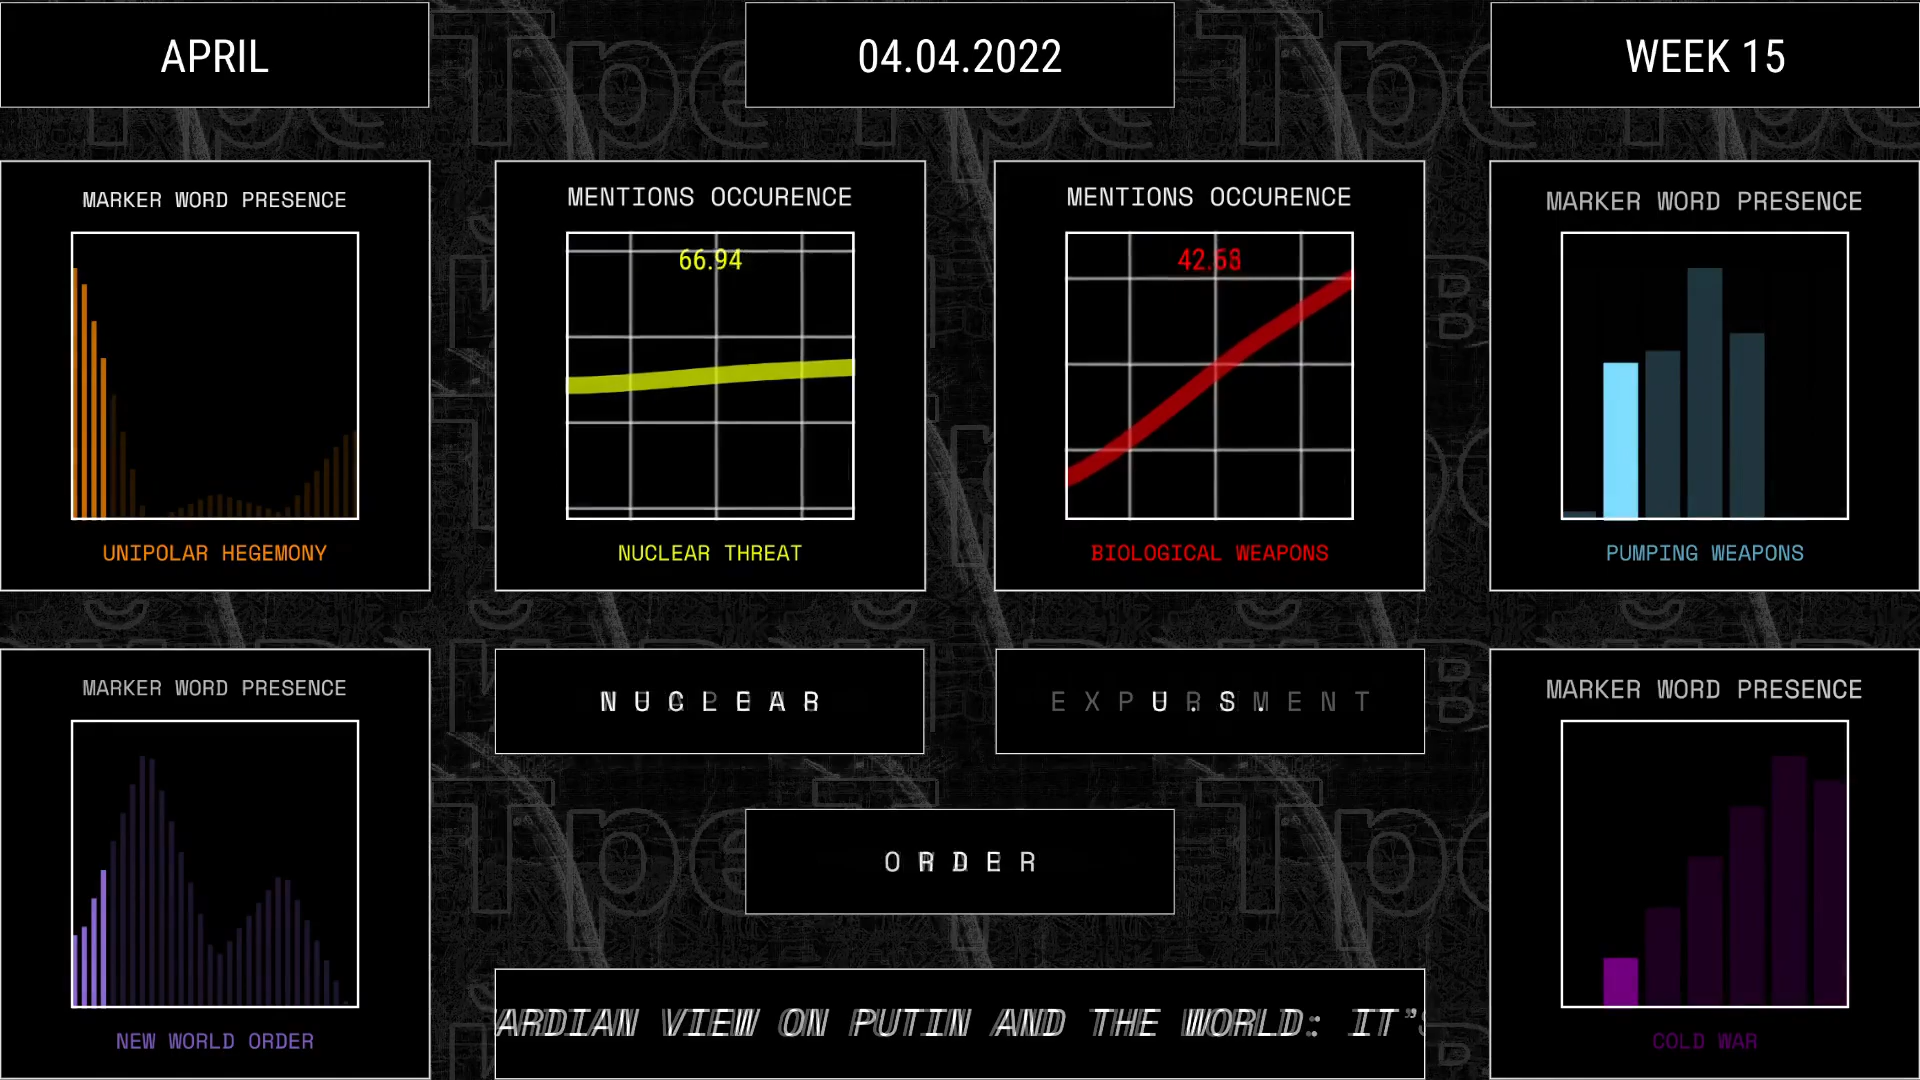 APRIL
04.04.2022
WEEK 15
MARKER WORD PRESENCE
UNIPOLAR HEGEMONY
MENTIONS OCCURENCE
66.94
NUCLEAR THREAT
MENTIONS OCCURENCE
BIOLOGICAL WEAPONS
MARKER WORD PRESENCE
PUMPING WEAPONS
MARKER WORD PRESENCE
NEW WORLD ORDER
NUCLEAR
U.S.
ORDER
ARDIAN VIEW ON PUTIN AND THE WORLD: IT”
MARKER WORD PRESENCE
COLD WAR